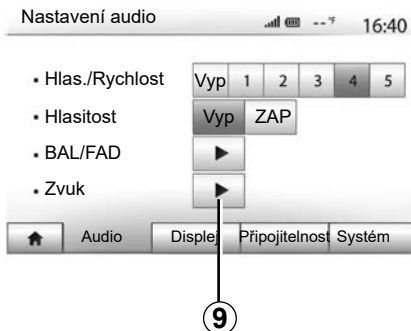 Nastavení audio -- °F 16:40
• Hlas./Rychlost Vyp 1 2 3 4 5
• Hlasitost Vyp ZAP
• BAL/FAD
• Zvuk
Audio Displej Připojitelnost Systém
9